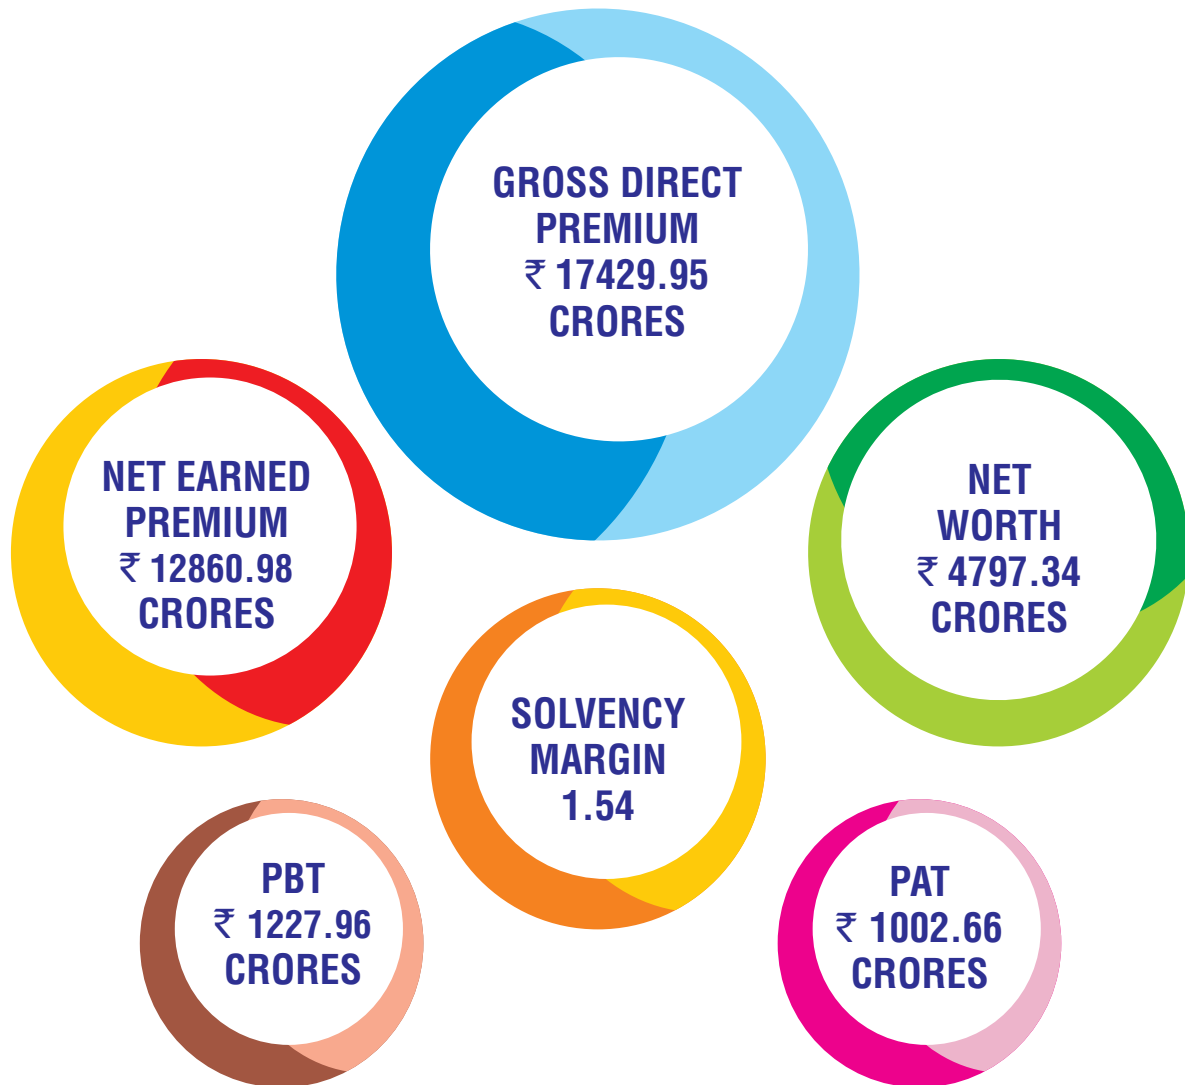 GROSS DIRECT
PREMIUM
₹ 17429.95
CRORES
NET EARNED
PREMIUM
₹ 12860.98
CRORES
NET
WORTH
₹ 4797.34
CRORES
SOLVENCY
MARGIN
1.54
PBT
₹ 1227.96
CRORES
PAT
₹ 1002.66
CRORES